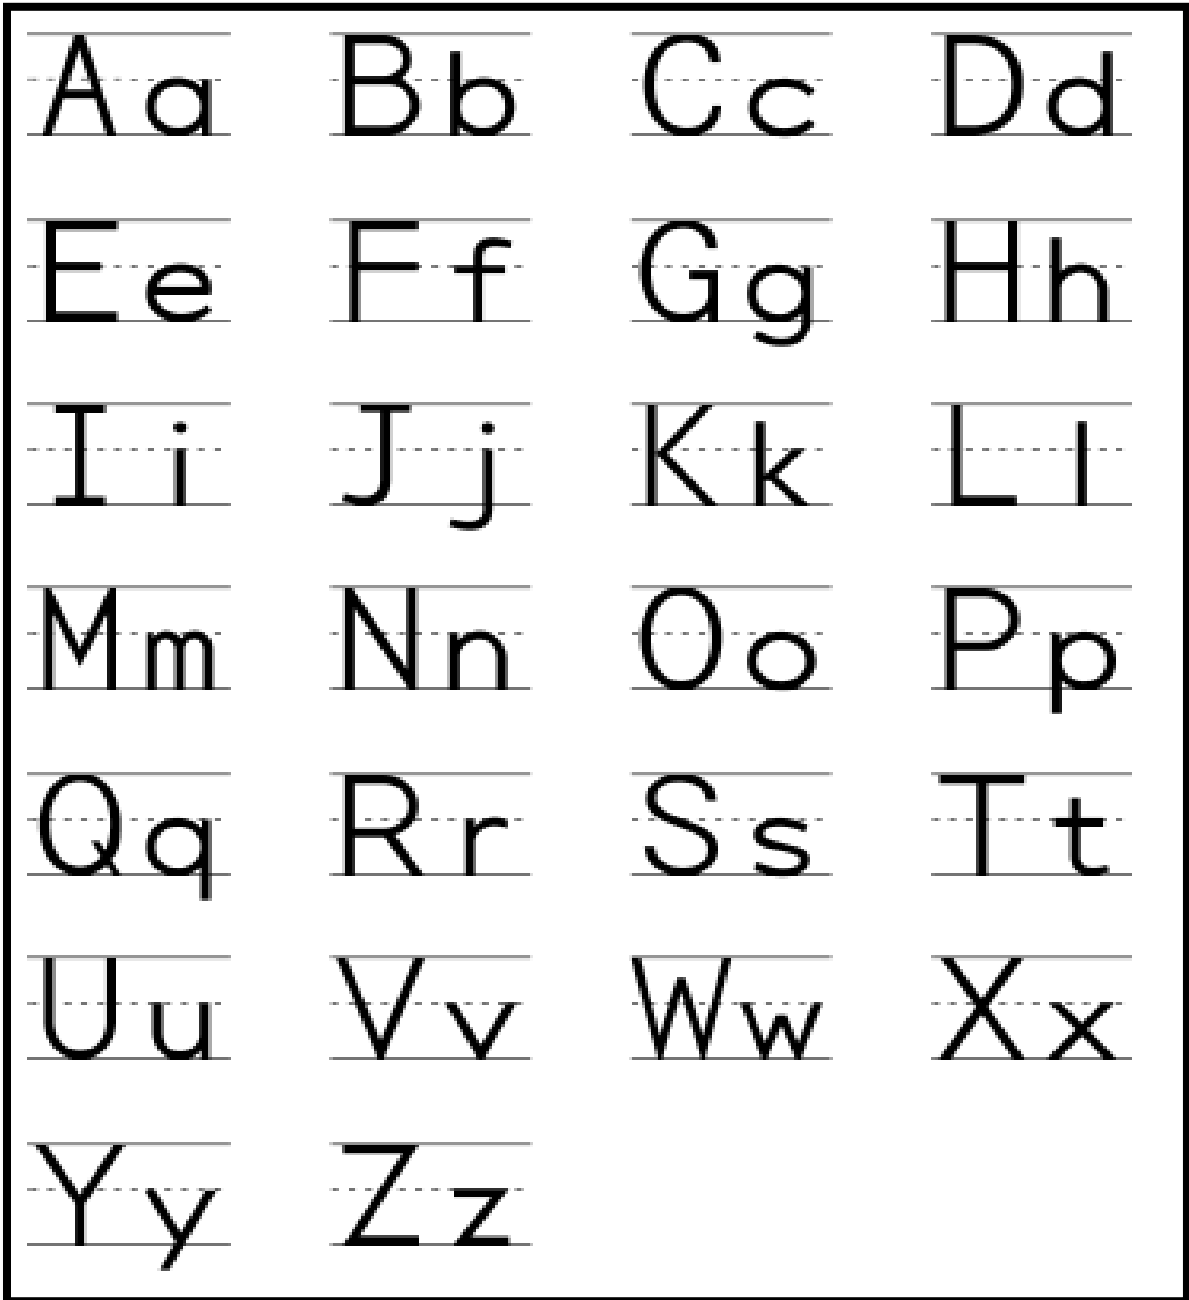 Aa Bb Cc Dd
Ee Ff Gg Hh
Ii Jj Kk Ll
Mm Nn Oo Pp
Qq Rr Ss Tt
Uu Vv Ww Xx
Yy Zz